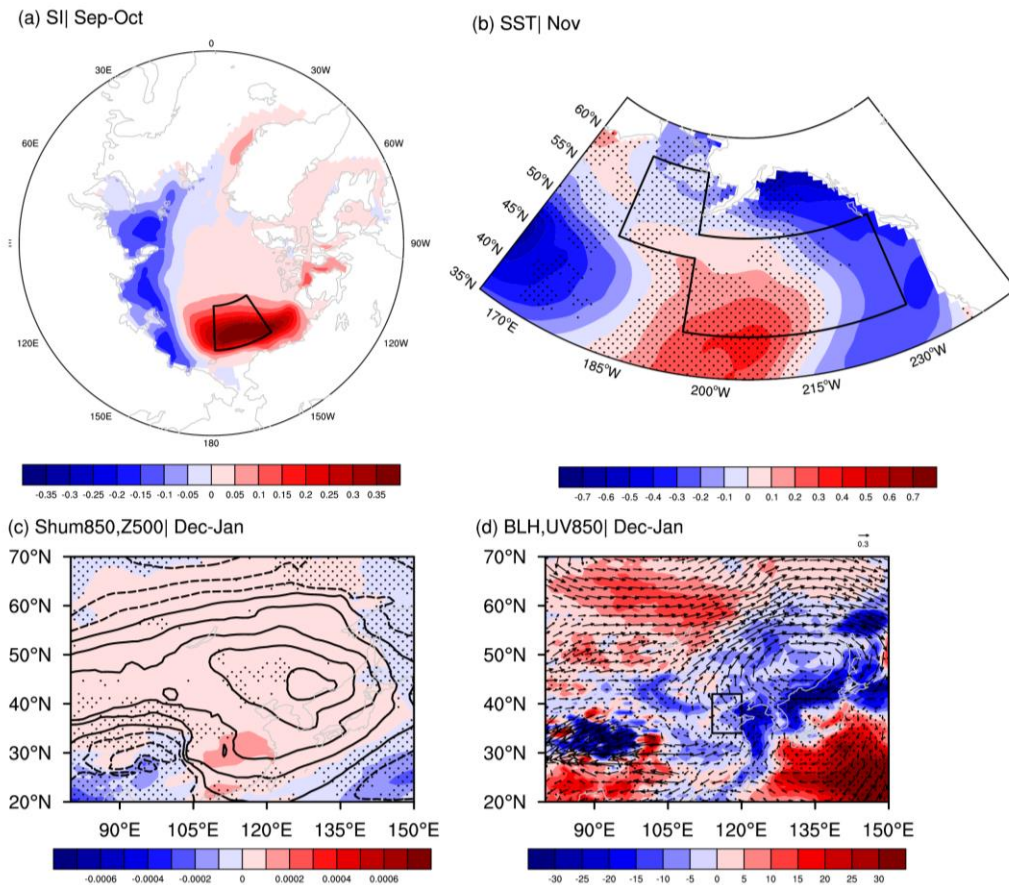 (a) SI| Sep-Oct
0
30E
30W
60E
60W
90W
120E
120W
150E
150W
180
-0.35 -0.3 -0.25 -0.2 -0.15 -0.1 -0.05 0 0.05 0.1 0.15 0.2 0.25 0.3 0.35
(b) SST| Nov
60°N
55°N
50°N
45°N
40°N
35°N
170°E
185°W
200°W
215°W
230°W
-0.7 -0.6 -0.5 -0.4 -0.3 -0.2 -0.1 0 0.1 0.2 0.3 0.4 0.5 0.6 0.7
(c) Shum850,Z500| Dec-Jan
70°N
60°N
50°N
40°N
30°N
20°N
90°E 105°E 120°E 135°E 150°E
-0.0006 -0.0004 -0.0002 0 0.0002 0.0004 0.0006
(d) BLH,UV850| Dec-Jan
0.3
70°N
60°N
50°N
40°N
30°N
20°N
90°E 105°E 120°E 135°E 150°E
-30 -25 -20 -15 -10 -5 0 5 10 15 20 25 30